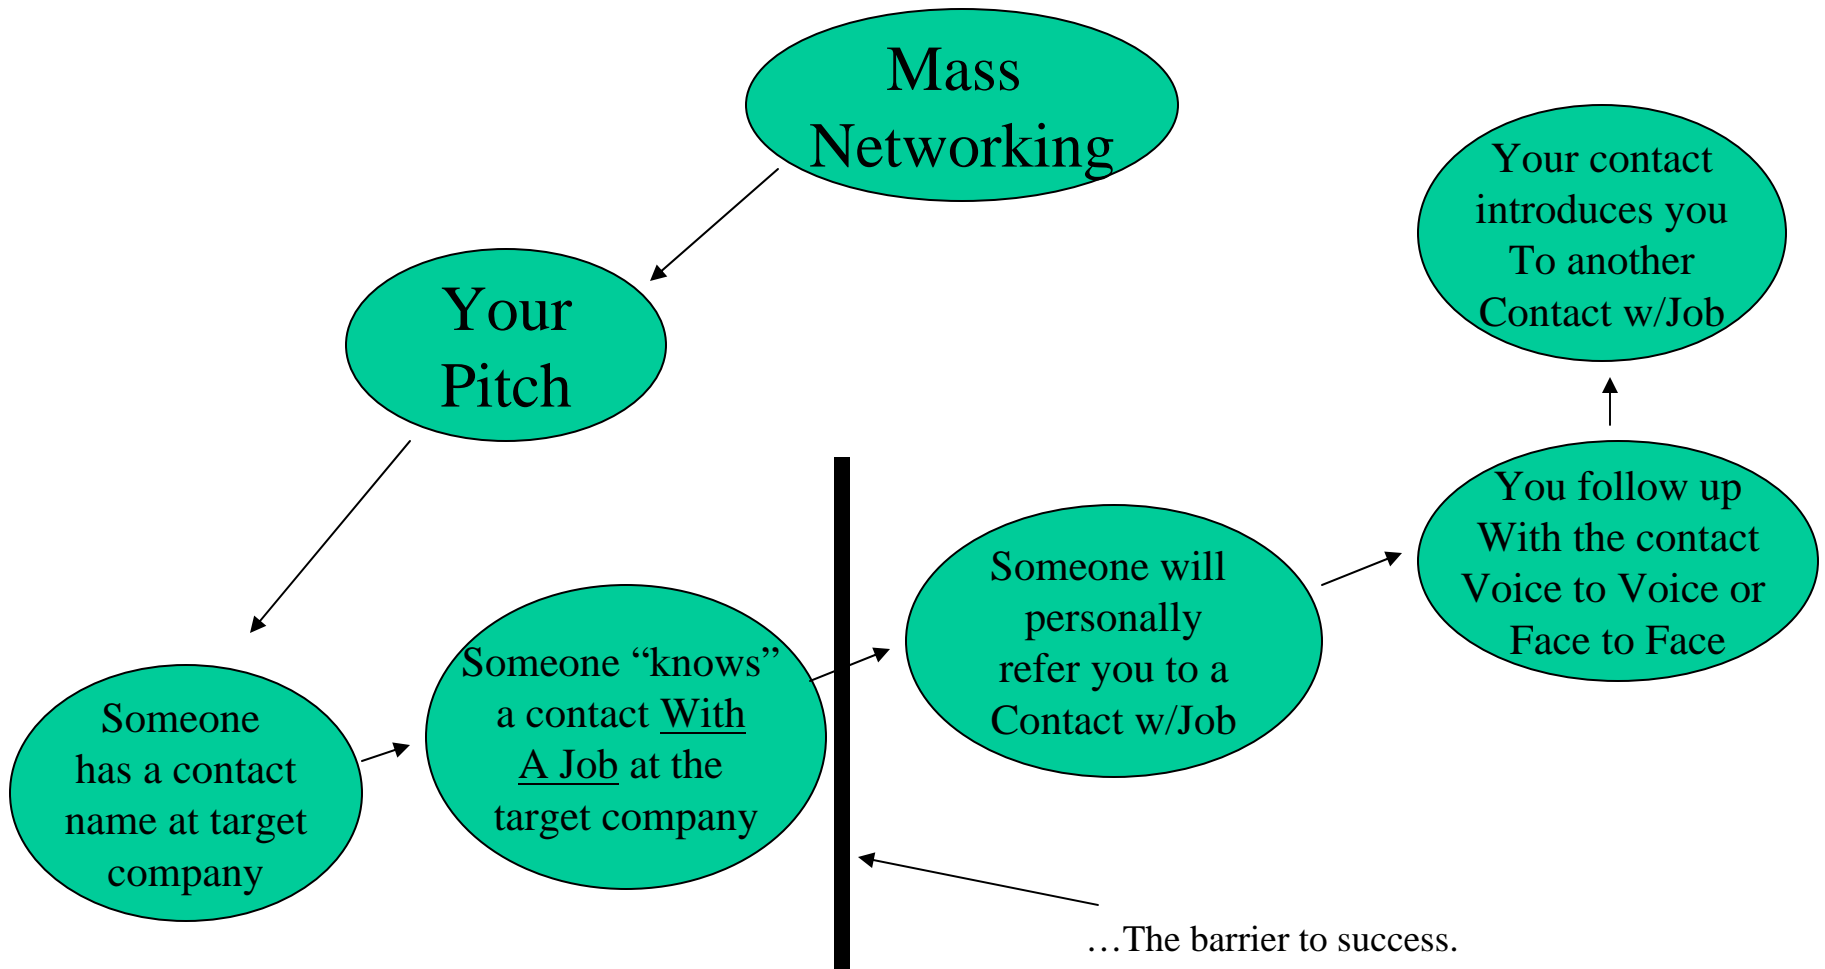 Mass
Networking
Your
Pitch
Someone
has a contact
name at target
company
Someone “knows”
a contact With
A Job at the
target company
Someone will
personally
refer you to a
Contact w/Job
You follow up
With the contact
Voice to Voice or
Face to Face
Your contact
introduces you
To another
Contact w/Job
…The barrier to success.